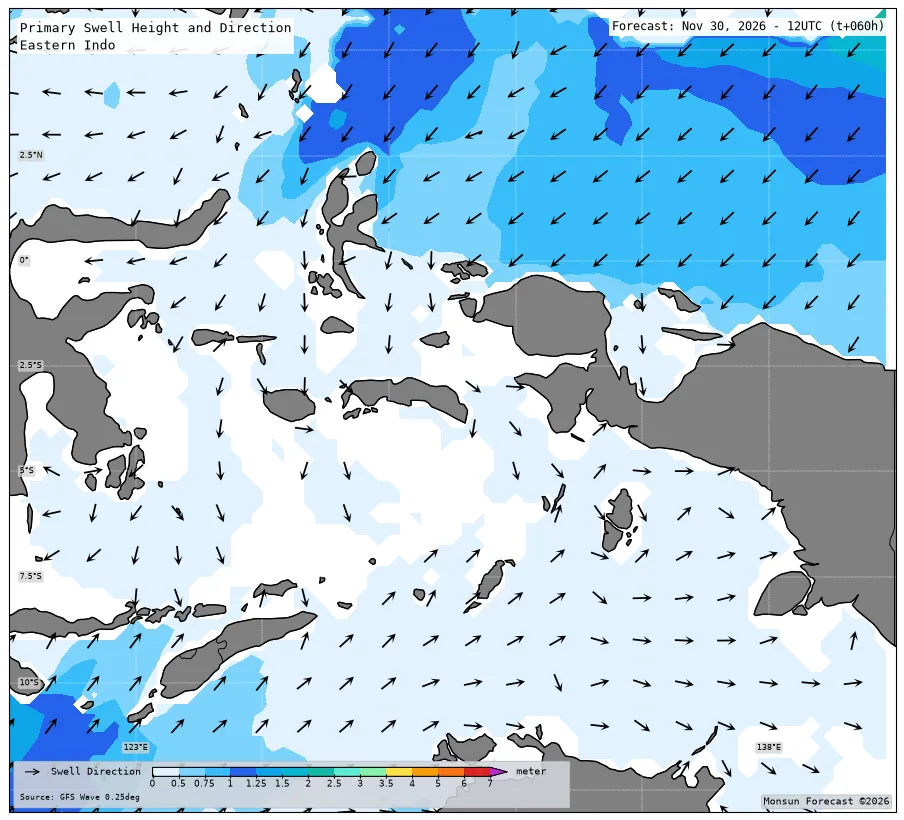 Primary Swell Height and Direction
Eastern Indo
Forecast: Nov 30, 2026 - 12UTC (t+060h)
2.5°N
0°
2.5°S
5°S
7.5°S
10°S
123°E
138°E
Swell Direction
meter
0 0.5 0.75 1 1.25 1.5 2 2.5 3 3.5 4 5 6 7
Source: GFS Wave 0.25deg
Monsun Forecast ©2026